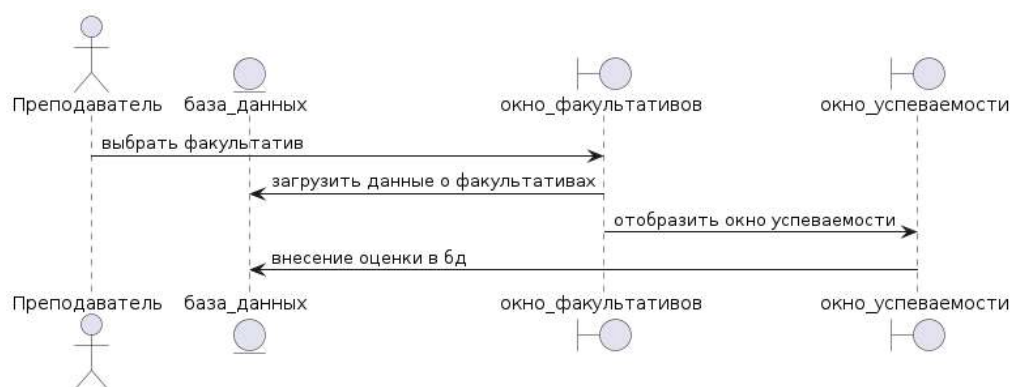 Преподаватель база_данных окно_факультативов окно_успеваемости
выбрать факультатив
загрузить данные о факультативах
отобразить окно успеваемости
внесение оценки в бд
Преподаватель база_данных окно_факультативов окно_успеваемости